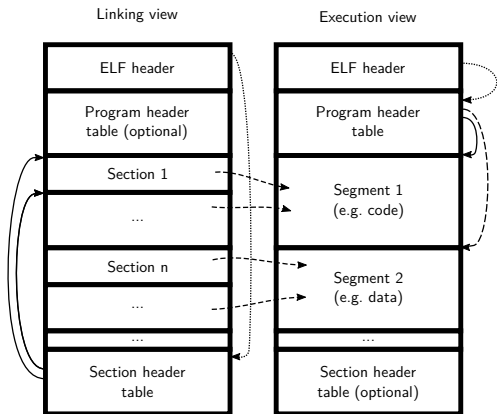 Linking view
ELF header
Program header
table (optional)
Section 1
...
Section n
...
...
Section header
table
Execution view
ELF header
Program header
table
Segment 1
(e.g. code)
Segment 2
(e.g. data)
...
Section header
table (optional)